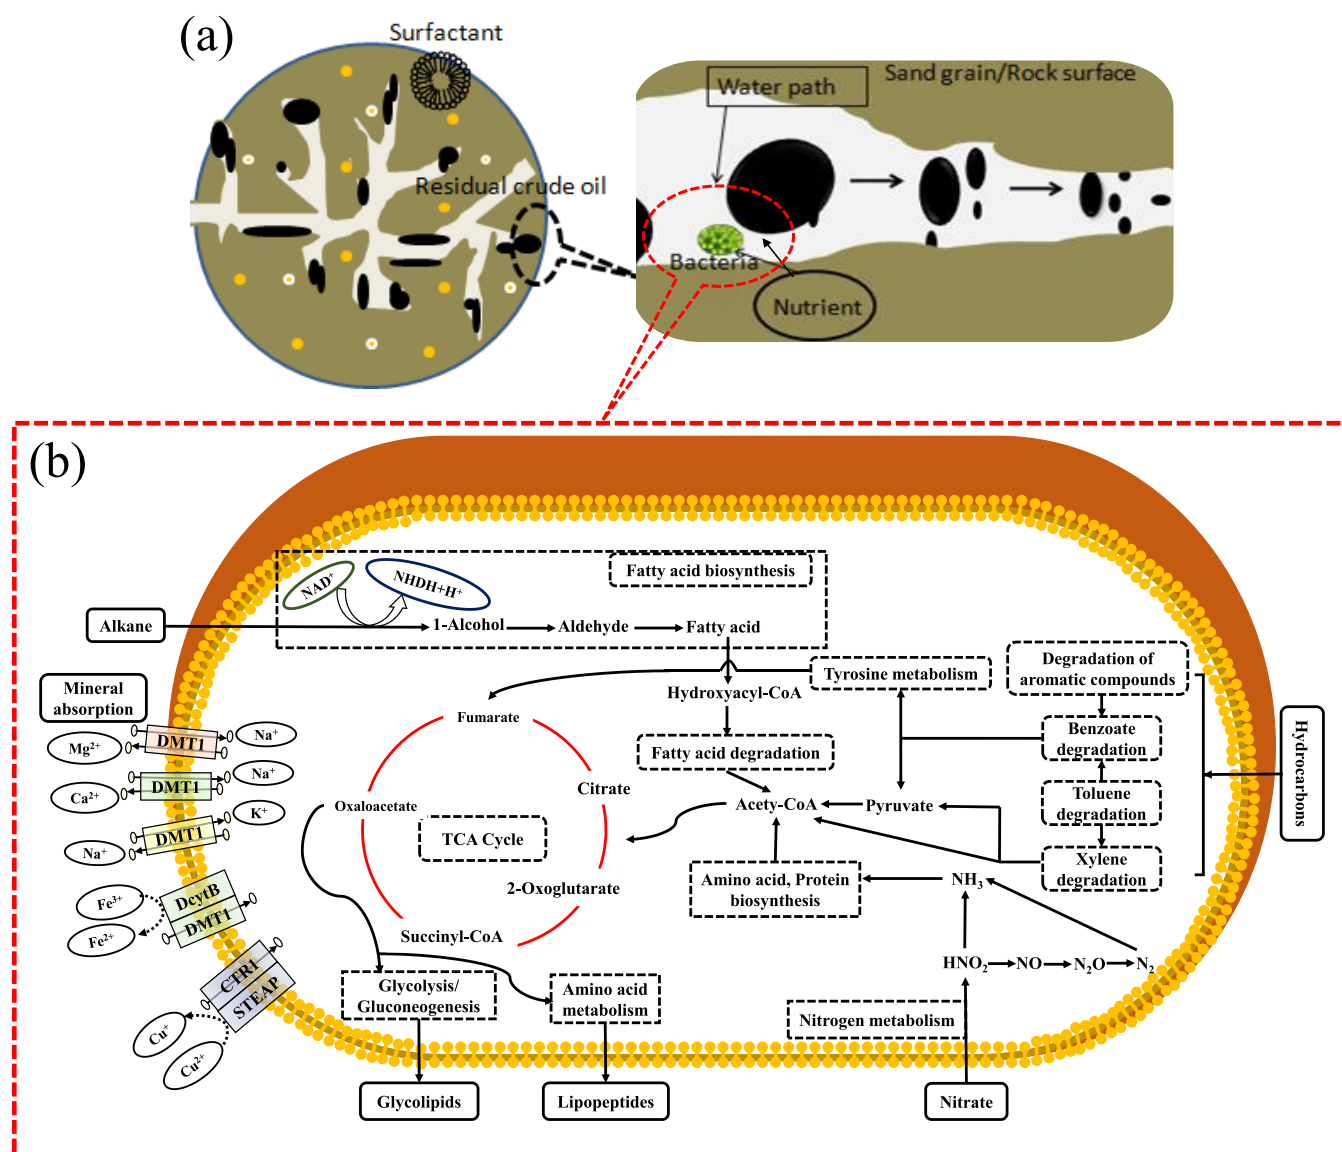 (a)
Surfactant
Residual crude oil
Water path
Sand grain/Rock surface
Bacteria
Nutrient
(b)
Fatty acid biosynthesis
NAD⁺
NHDH+H⁺
Alkane
1-Alcohol
Aldehyde
Fatty acid
Mineral
absorption
Tyrosine metabolism
Hydroxyacyl-CoA
Degradation of
aromatic compounds
Fumarate
Fatty acid degradation
Benzoate
degradation
Hydrocarbons
Mg²⁺
DMT1
Na⁺
Ca²⁺
DMT1
Na⁺
Na⁺
DMT1
K⁺
Citrate
Oxaloacetate
TCA Cycle
Acety-CoA
Pyruvate
Toluene
degradation
Xylene
degradation
2-Oxoglutarate
Amino acid, Protein
biosynthesis
NH₃
Fe³⁺
Fe²⁺
DcytB
DMT1
Succinyl-CoA
CTR1
STEAP
Cu⁺
Cu²⁺
HNO₂
NO
N₂O
N₂
Glycolysis/
Gluconeogenesis
Amino acid
metabolism
Nitrogen metabolism
Glycolipids
Lipopeptides
Nitrate